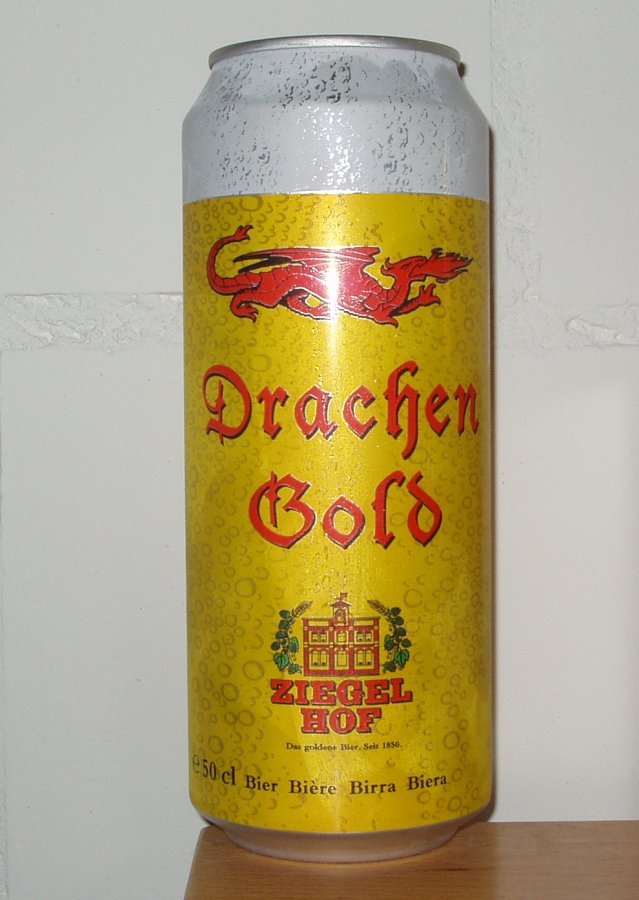 Drachen
Gold
ZIEGEL
HOF
Das goldene Bier. Seit 1850.
e 50 cl Bier Bière Birra Biera